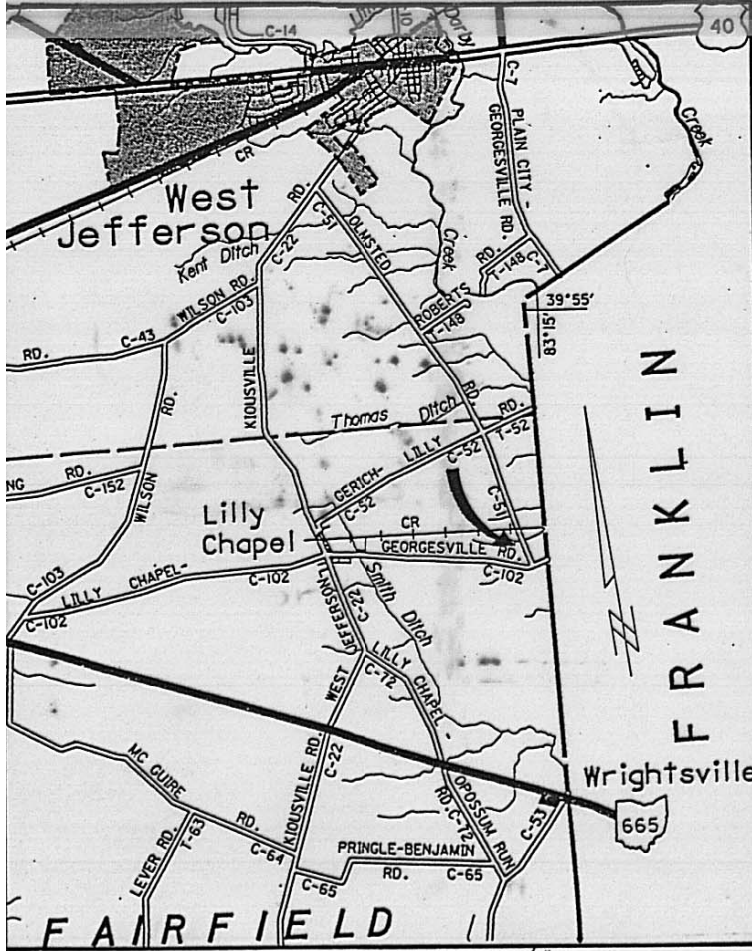 C-14
10
Darby
40
C-7
PLAIN CITY -
GEORGESVILLE RD.
Creek
CR
West
Jefferson
RD.
C-51
OLMSTED
Kent Ditch
C-22
Creek
RD.
T-148
C-7
WILSON RD.
C-103
ROBERTS
T-148
39°55'
83°15'
RD.
C-43
KIOUSVILLE
RD.
Thomas Ditch
RD.
RD.
T-52
NG RD.
C-152
WILSON
GERICH-
LILLY
C-52
C-52
C-51
Lilly
Chapel
CR
GEORGESVILLE RD.
C-102
C-103
LILLY CHAPEL-
C-102
C-102
Smith Ditch
C-22
JEFFERSON
WEST
LILLY CHAPEL -
C-72
FRANKLIN
N
MC GUIRE
RD.
C-64
KIOUSVILLE RD.
C-22
OPOSSUM RUN
RD.
C-72
C-53
Wrightsville
665
LEVER RD.
T-63
PRINGLE-BENJAMIN
RD.
C-65
C-65
FAIRFIELD